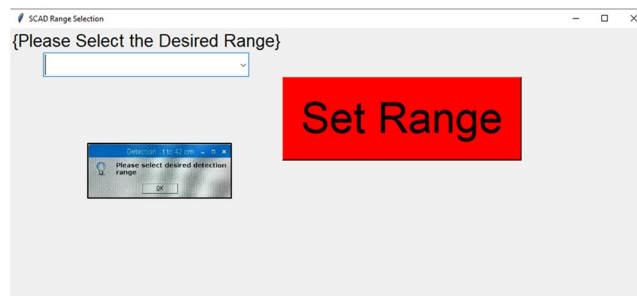 SCAD Range Selection
{Please Select the Desired Range}
Set Range
Detection : 1 to 42 cm
Please select desired detection
range
OK